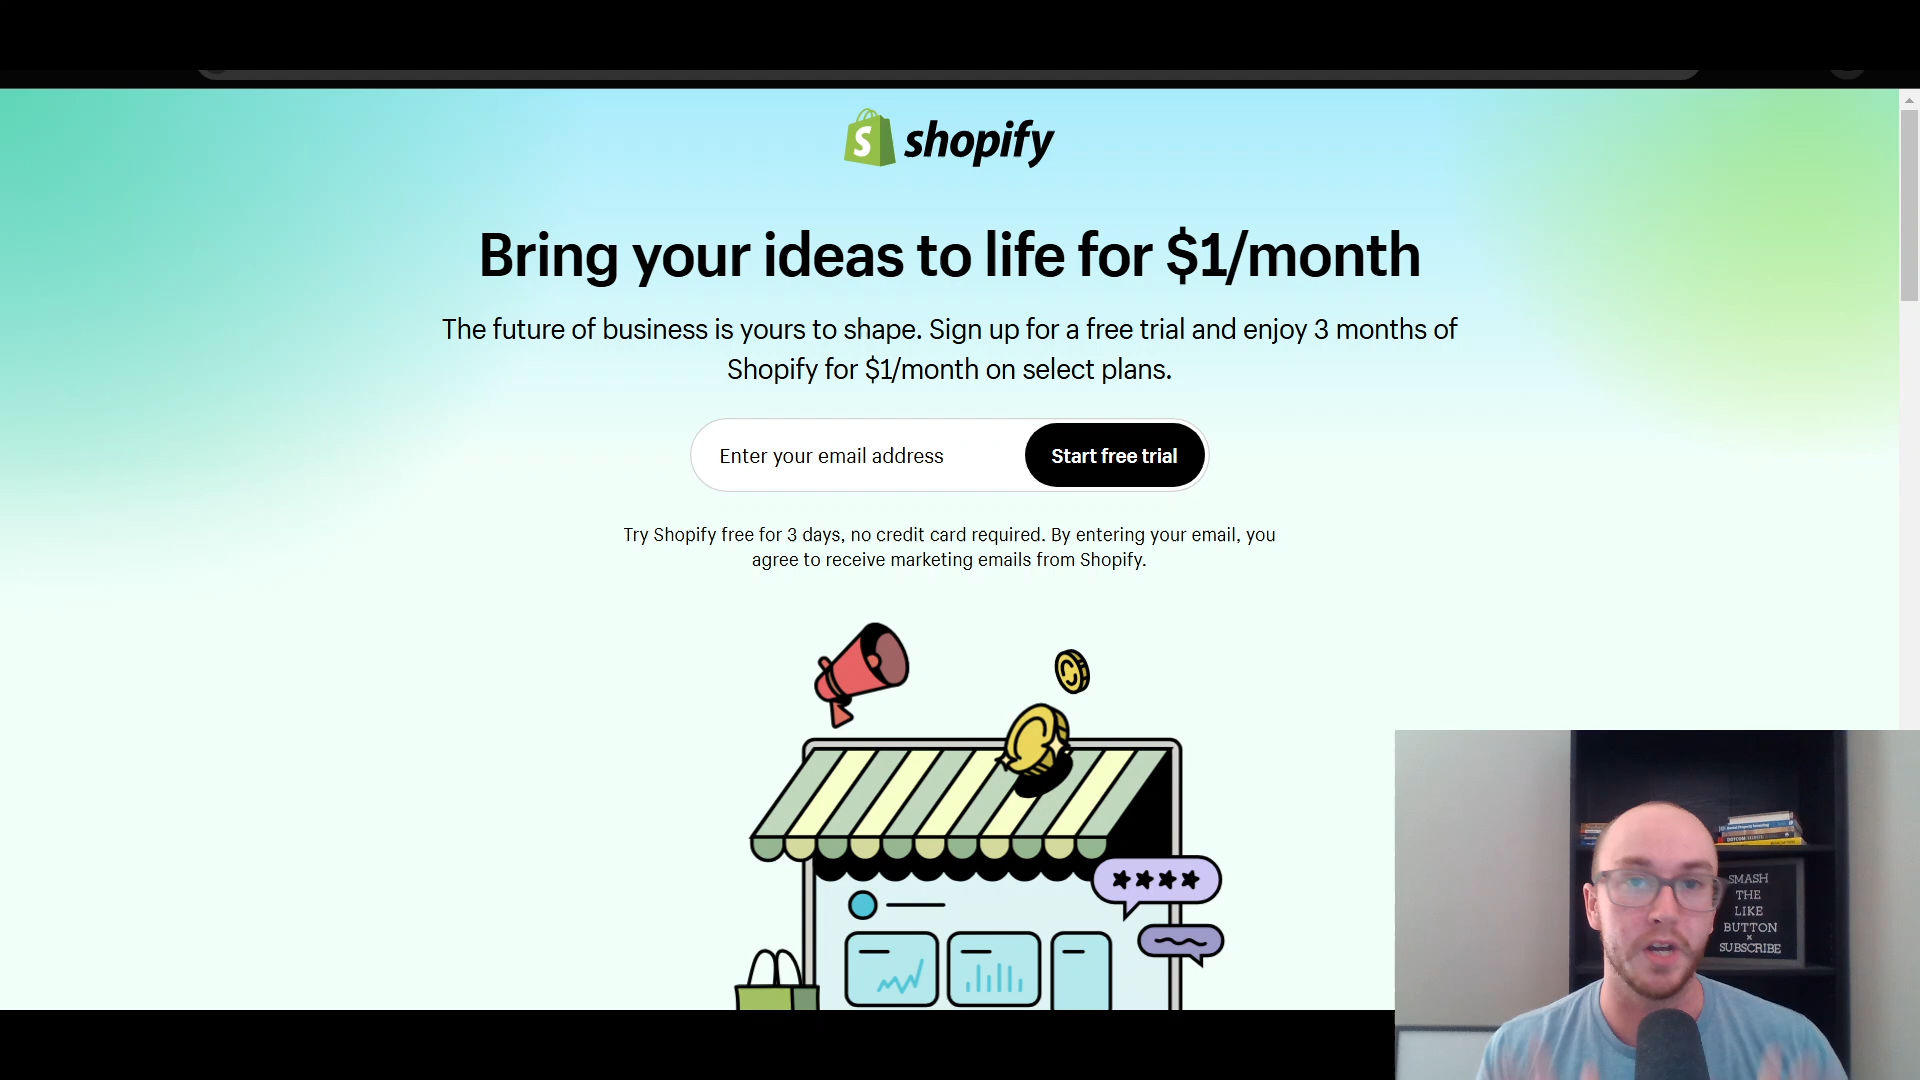 shopify
Bring your ideas to life for $1/month
The future of business is yours to shape. Sign up for a free trial and enjoy 3 months of
Shopify for $1/month on select plans.
Enter your email address
Start free trial
Try Shopify free for 3 days, no credit card required. By entering your email, you
agree to receive marketing emails from Shopify.
SMASH
THE
LIKE
BUTTON
×
SUBSCRIBE